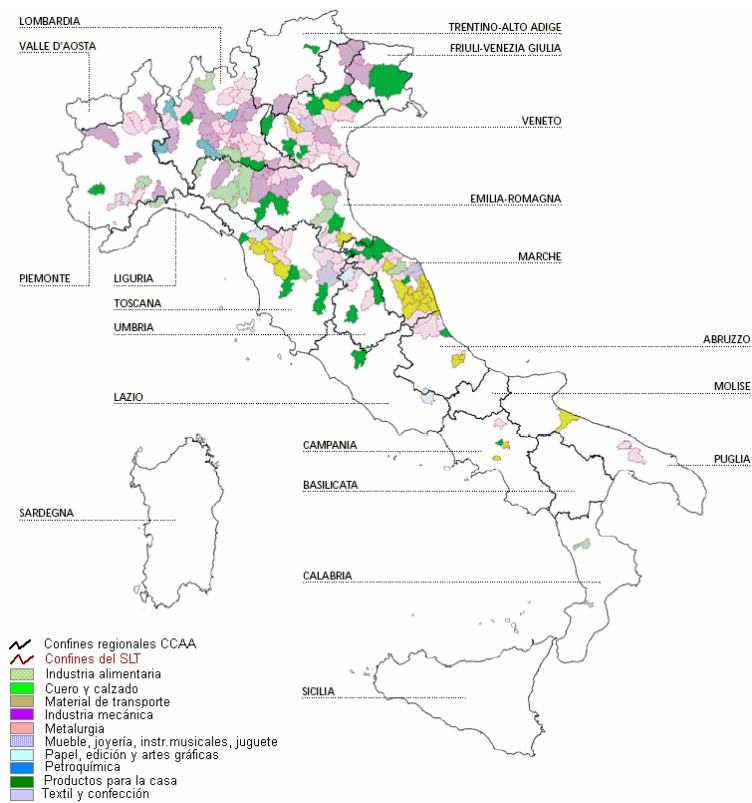 LOMBARDIA
TRENTINO-ALTO ADIGE
VALLE D'AOSTA
FRIULI-VENEZIA GIULIA
VENETO
EMILIA-ROMAGNA
MARCHE
PIEMONTE
LIGURIA
TOSCANA
UMBRIA
ABRUZZO
MOLISE
LAZIO
CAMPANIA
PUGLIA
BASILICATA
SARDEGNA
CALABRIA
SICILIA
Confines regionales CCAA
Confines del SLT
Industria alimentaria
Cuero y calzado
Material de transporte
Industria mecánica
Metalurgia
Mueble, joyería, instr.musicales, juguete
Papel, edición y artes gráficas
Petroquímica
Productos para la casa
Textil y confección